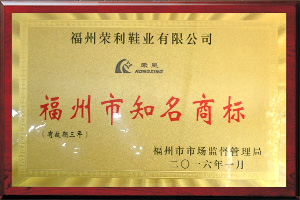 福州荣利鞋业有限公司
KONGXING
福州市知名商标
(有效期三年)
福州市市场监督管理局
二〇一六年一月